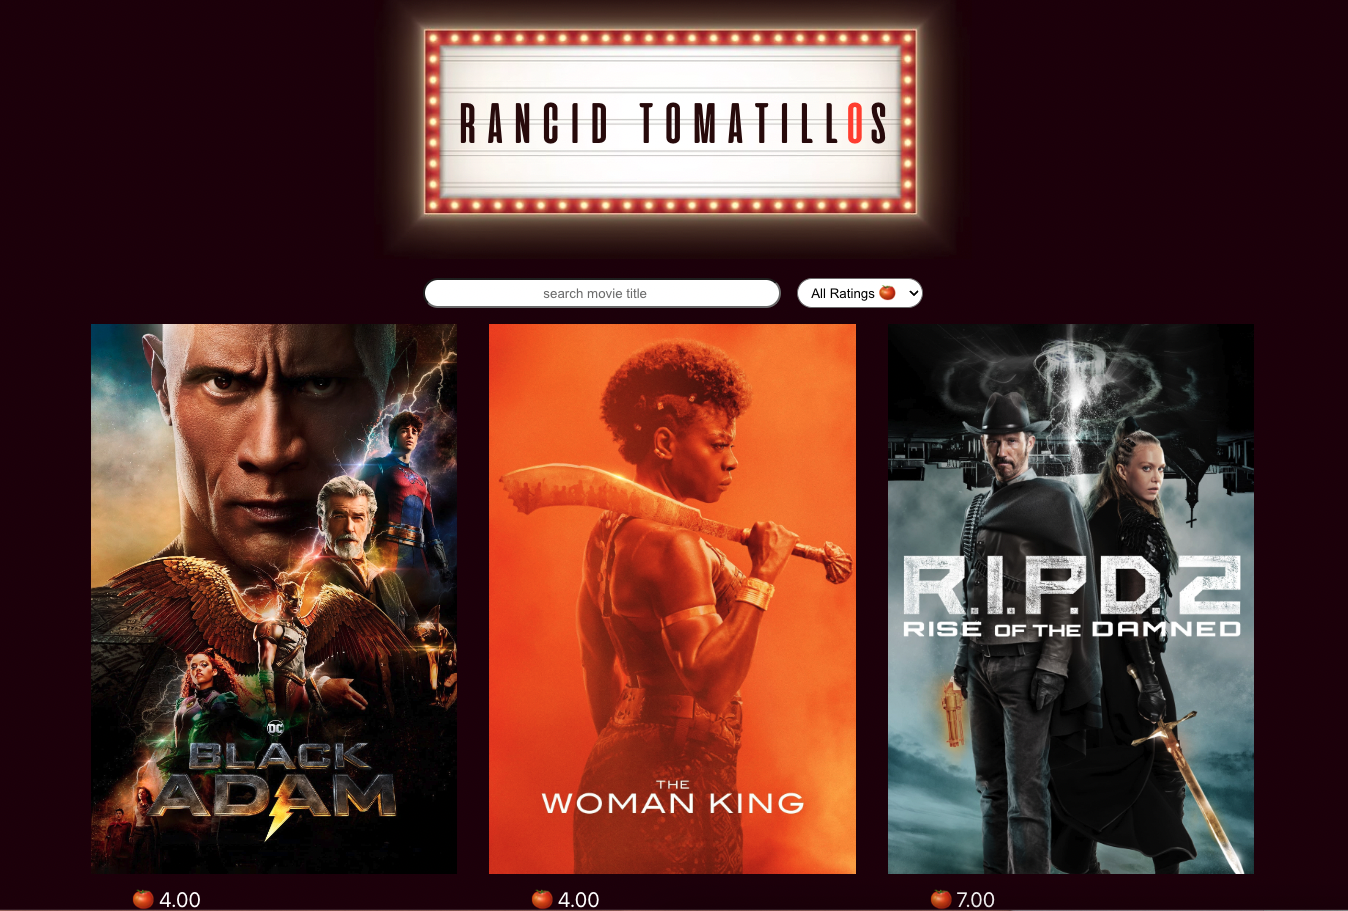 RANCID TOMATILLOS
search movie title
All Ratings
DC
BLACK
ADAM
THE
WOMAN KING
R.I.P.D.2
RISE OF THE DAMNED
4.00
4.00
7.00